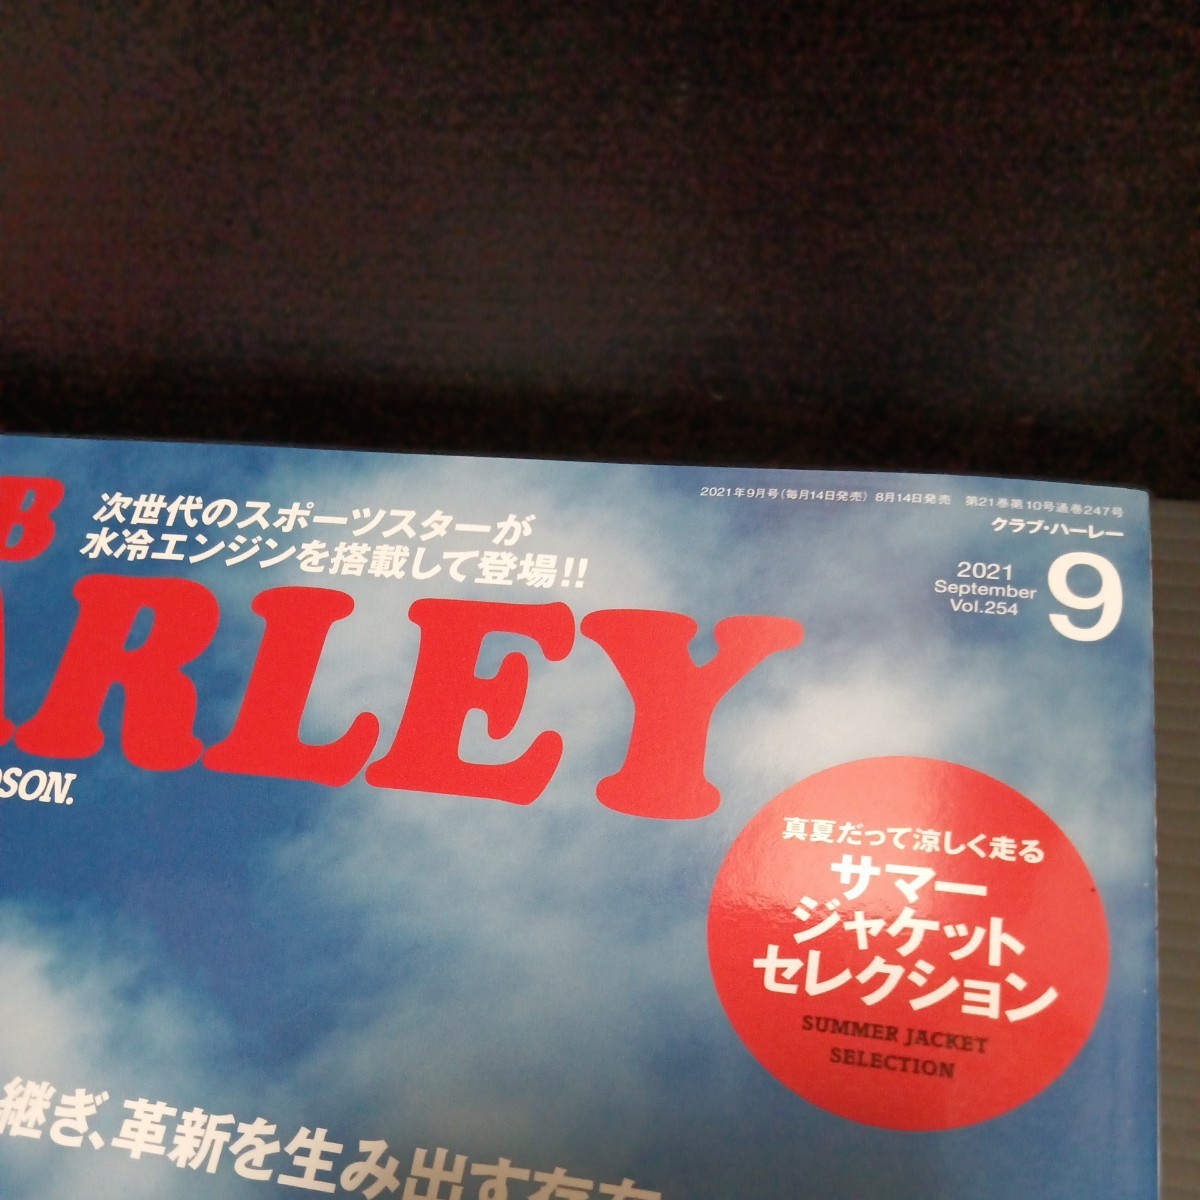 2021年9月号(毎月14日発売) 8月14日発売 第21巻第10号通巻247号
クラブ・ハーレー
2021
September
Vol.254
9
B
次世代のスポーツスターが
水冷エンジンを搭載して登場!!
ARLEY
DSON.
真夏だって涼しく走る
サマー
ジャケット
セレクション
SUMMER JACKET
SELECTION
継ぎ、革新を生み出す存在